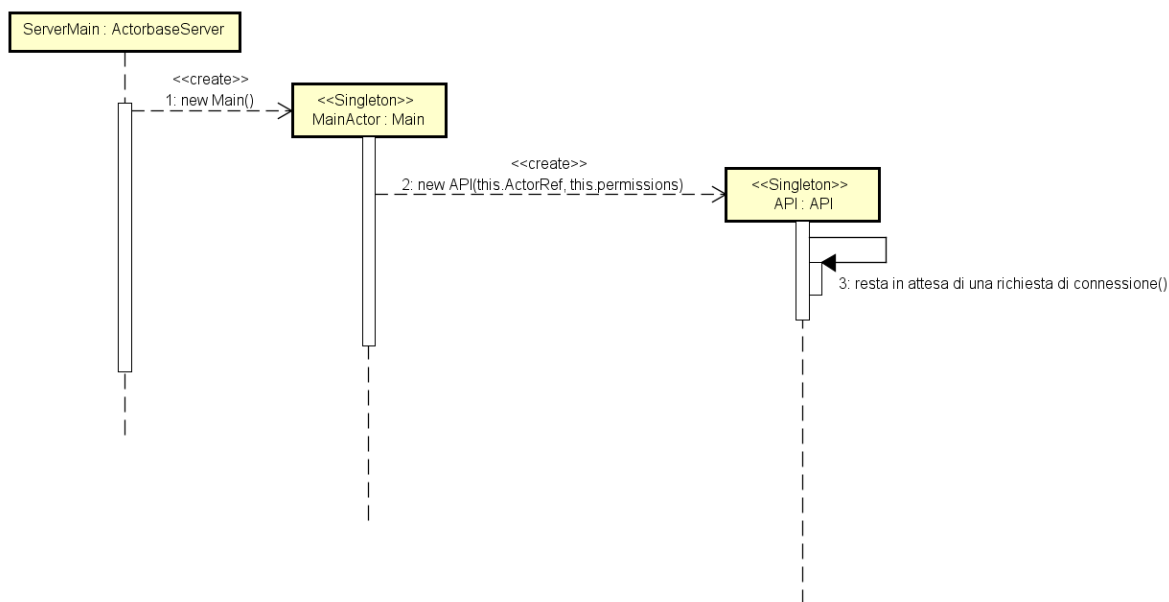 ServerMain : ActorbaseServer
<<create>>
1: new Main()
<<Singleton>>
MainActor : Main
<<create>>
2: new API(this.ActorRef, this.permissions)
<<Singleton>>
API : API
3: resta in attesa di una richiesta di connessione()